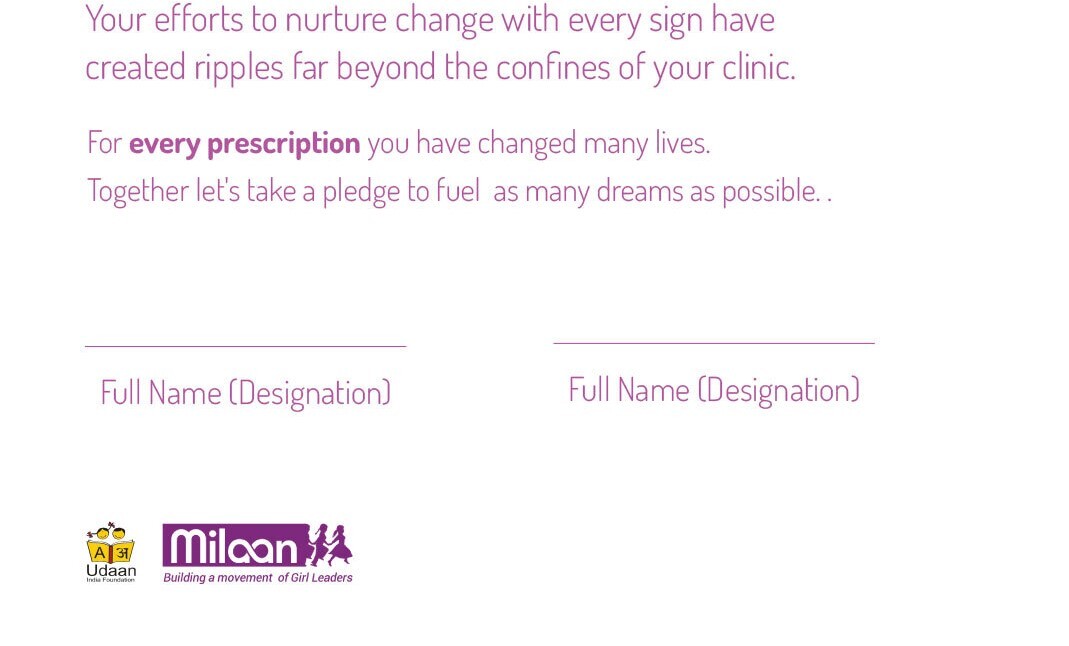 Your efforts to nurture change with every sign have
created ripples far beyond the confines of your clinic.
For every prescription you have changed many lives.
Together let's take a pledge to fuel  as many dreams as possible. .
Full Name (Designation)
Full Name (Designation)
A अ
Udaan
India Foundation
Milaan
Building a movement of Girl Leaders